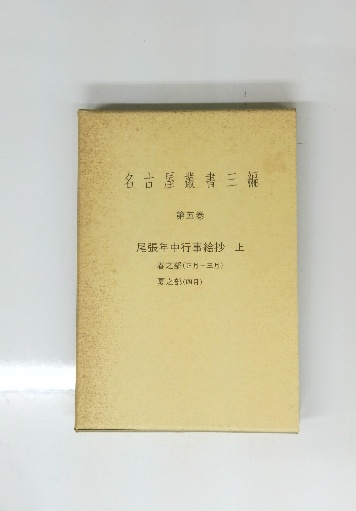 名古屋叢書三編
第五巻
尾張年中行事絵抄 上
春之部(正月－三月)
夏之部(四月)